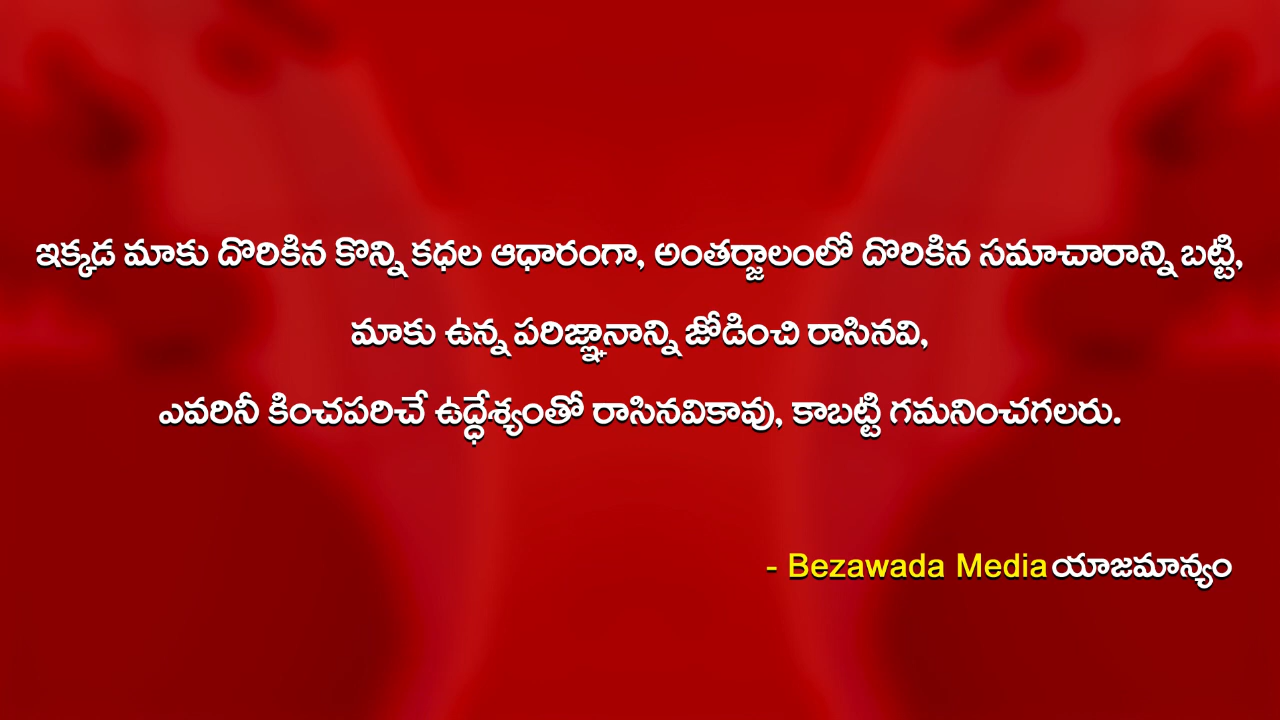 ఇక్కడ మాకు దొరికిన కొన్ని కధల ఆధారంగా, అంతర్జాలంలో దొరికిన సమాచారాన్ని బట్టి,
మాకు ఉన్న పరిజ్ఞానాన్ని జోడించి రాసినవి,
ఎవరినీ కించపరిచే ఉద్ధేశ్యంతో రాసినవికావు, కాబట్టి గమనించగలరు.
- Bezawada Media యాజమాన్యం